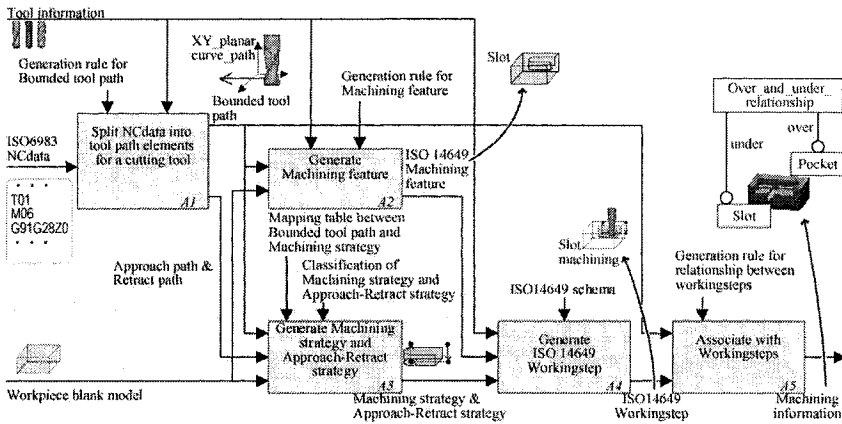 Tool information
Generation rule for
Bounded tool path
XY_planar
curve_path
Bounded tool
path
Generation rule for
Machining feature
Slot
Over_and_under_
relationship
under
over
Pocket
Slot
ISO6983
NCdata
T01
M06
G91G28Z0
Split NCdata into
tool path elements
for a cutting tool
A1
Generate
Machining feature
A2
ISO 14649
Machining
feature
Mapping table between
Bounded tool path and
Machining strategy
Approach path &
Retract path
Classification of
Machining strategy and
Approach-Retract strategy
Slot
machining
ISO14649 schema
Generation rule for
relationship between
workingsteps
Generate Machining
strategy and
Approach-Retract
strategy
A3
Generate
ISO 14649
Workingstep
A4
Associate with
Workingsteps
A5
Workpiece blank model
Machining strategy &
Approach-Retract strategy
ISO14649
Workingstep
Machining
information